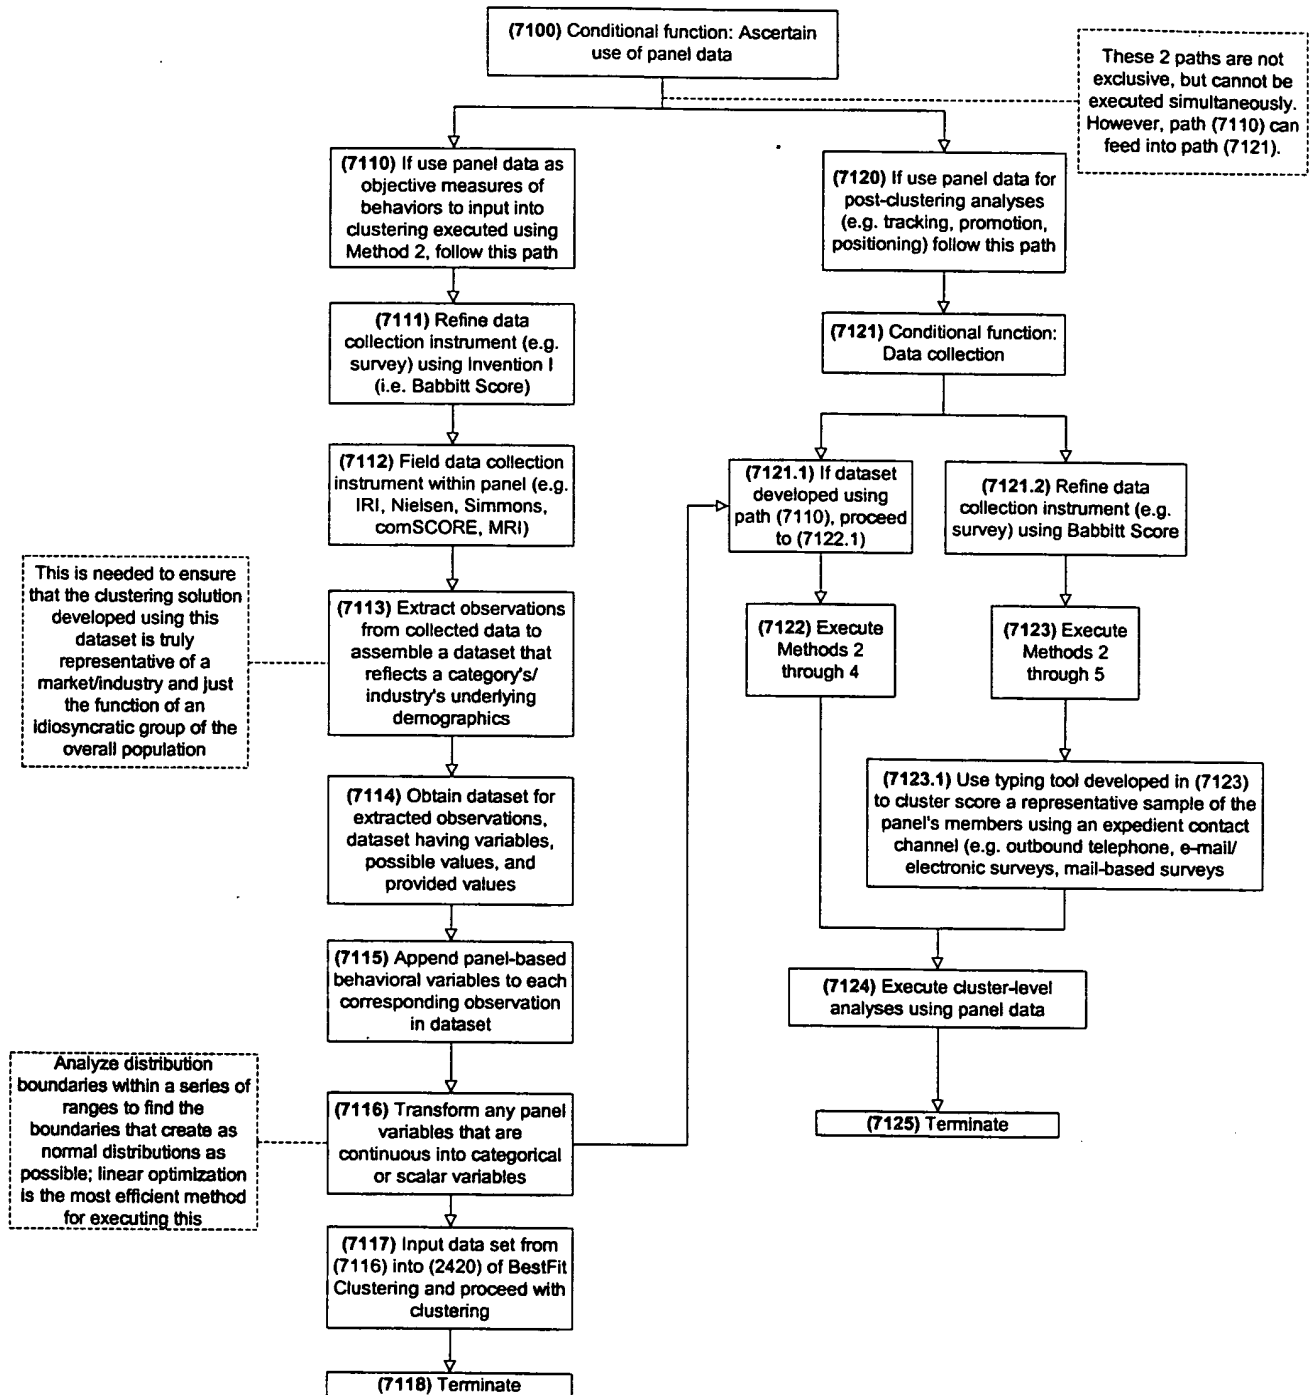 (7100) Conditional function: Ascertain
use of panel data
These 2 paths are not
exclusive, but cannot be
executed simultaneously.
However, path (7110) can
feed into path (7121).
(7110) If use panel data as
objective measures of
behaviors to input into
clustering executed using
Method 2, follow this path
(7120) If use panel data for
post-clustering analyses
(e.g. tracking, promotion,
positioning) follow this path
(7111) Refine data
collection instrument (e.g.
survey) using Invention I
(i.e. Babbitt Score)
(7121) Conditional function:
Data collection
(7112) Field data collection
instrument within panel (e.g.
IRI, Nielsen, Simmons,
comSCORE, MRI)
(7121.1) If dataset
developed using
path (7110), proceed
to (7122.1)
(7121.2) Refine data
collection instrument (e.g.
survey) using Babbitt Score
This is needed to ensure
that the clustering solution
developed using this
dataset is truly
representative of a
market/industry and just
the function of an
idiosyncratic group of the
overall population
(7113) Extract observations
from collected data to
assemble a dataset that
reflects a category's/
industry's underlying
demographics
(7122) Execute
Methods 2
through 4
(7123) Execute
Methods 2
through 5
(7114) Obtain dataset for
extracted observations,
dataset having variables,
possible values, and
provided values
(7123.1) Use typing tool developed in (7123)
to cluster score a representative sample of the
panel's members using an expedient contact
channel (e.g. outbound telephone, e-mail/
electronic surveys, mail-based surveys
(7115) Append panel-based
behavioral variables to each
corresponding observation
in dataset
(7124) Execute cluster-level
analyses using panel data
Analyze distribution
boundaries within a series of
ranges to find the
boundaries that create as
normal distributions as
possible; linear optimization
is the most efficient method
for executing this
(7116) Transform any panel
variables that are
continuous into categorical
or scalar variables
(7125) Terminate
(7117) Input data set from
(7116) into (2420) of BestFit
Clustering and proceed with
clustering
(7118) Terminate